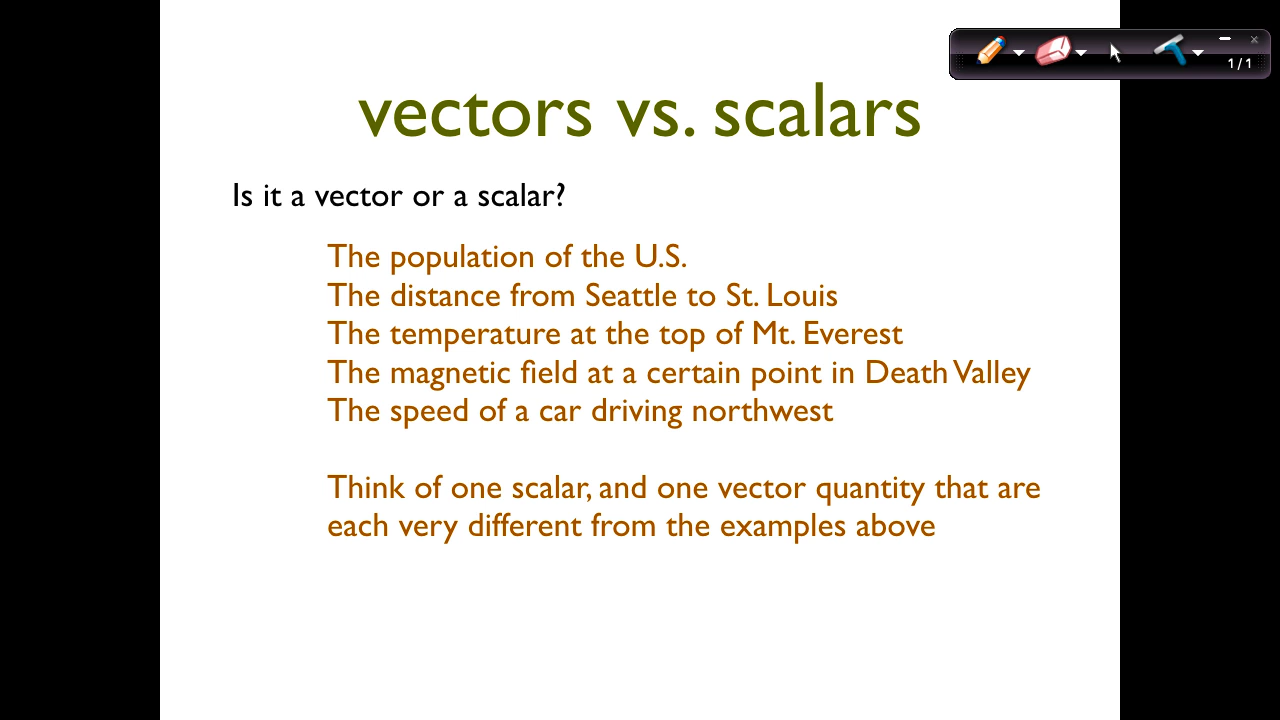 1/1
vectors vs. scalars
Is it a vector or a scalar?
The population of the U.S.
The distance from Seattle to St. Louis
The temperature at the top of Mt. Everest
The magnetic field at a certain point in Death Valley
The speed of a car driving northwest
Think of one scalar, and one vector quantity that are
each very different from the examples above